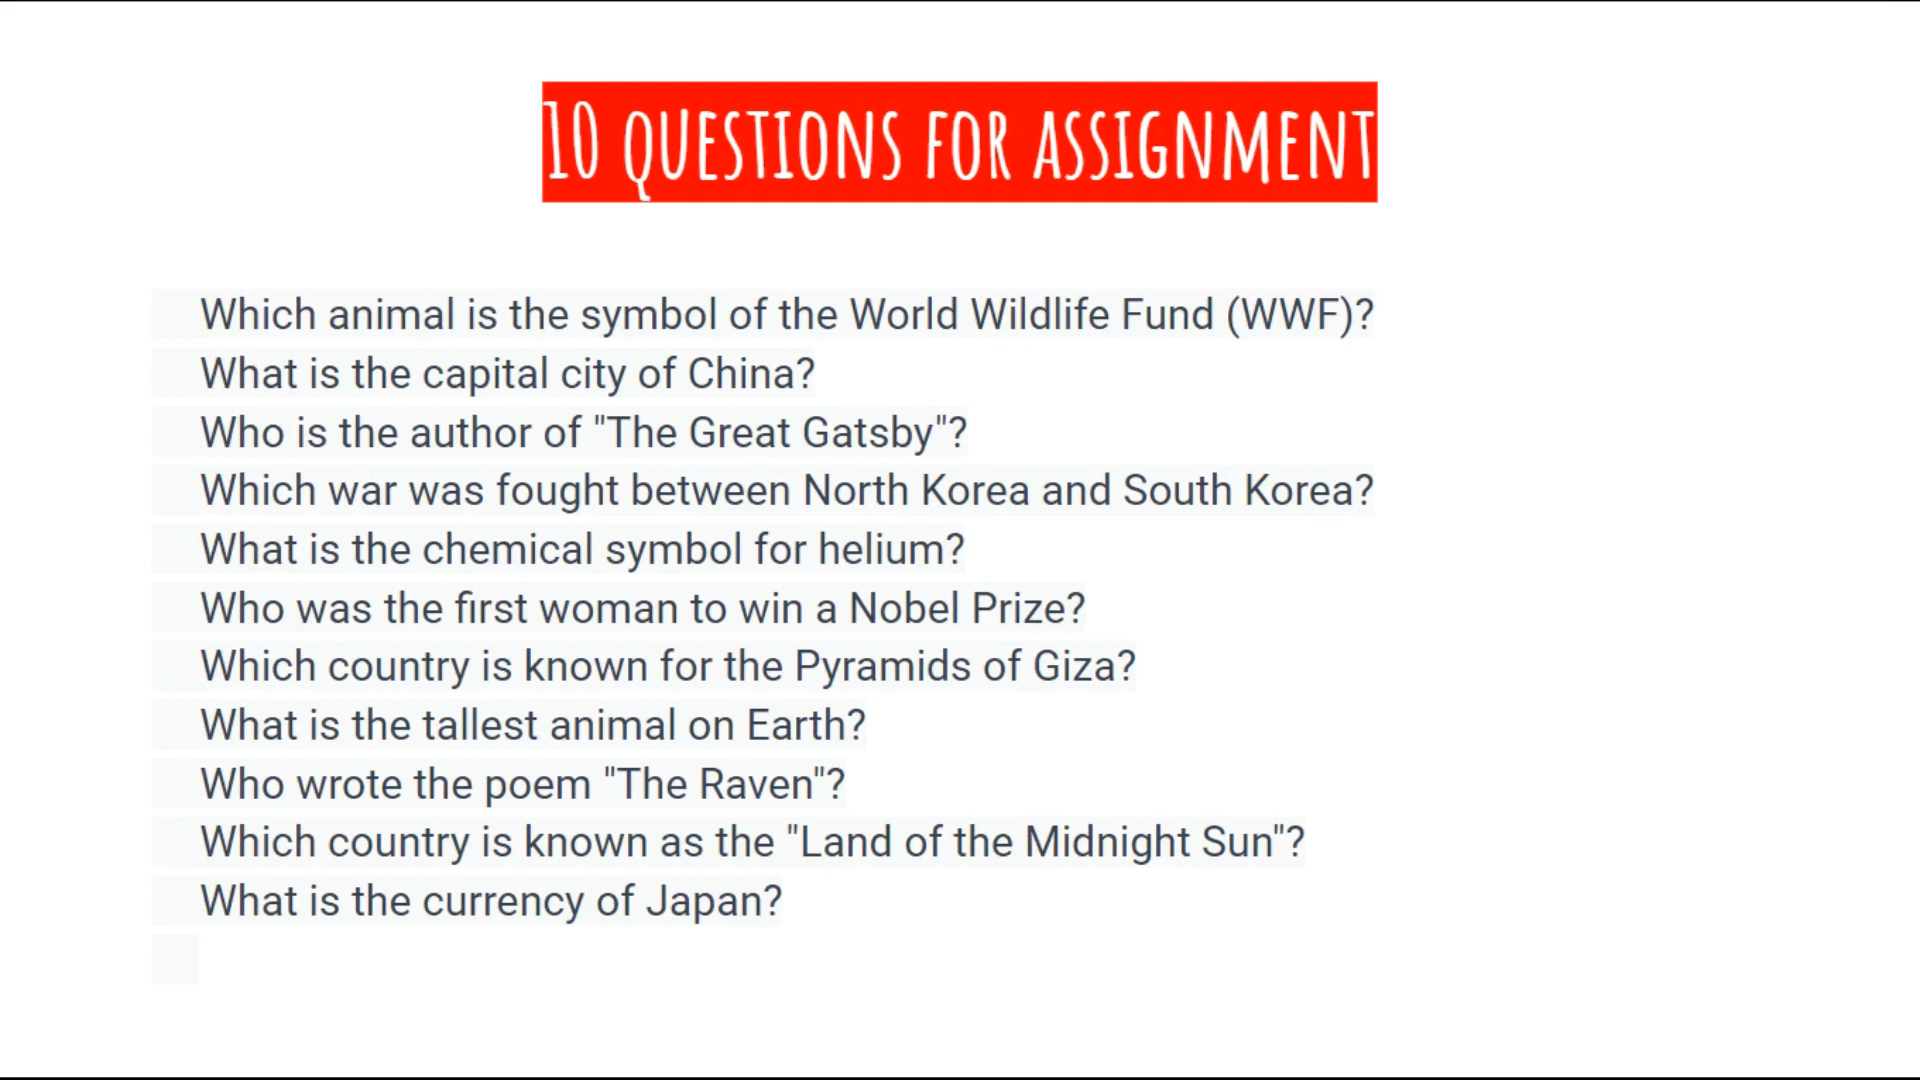 10 QUESTIONS FOR ASSIGNMENT
Which animal is the symbol of the World Wildlife Fund (WWF)?
What is the capital city of China?
Who is the author of "The Great Gatsby"?
Which war was fought between North Korea and South Korea?
What is the chemical symbol for helium?
Who was the first woman to win a Nobel Prize?
Which country is known for the Pyramids of Giza?
What is the tallest animal on Earth?
Who wrote the poem "The Raven"?
Which country is known as the "Land of the Midnight Sun"?
What is the currency of Japan?